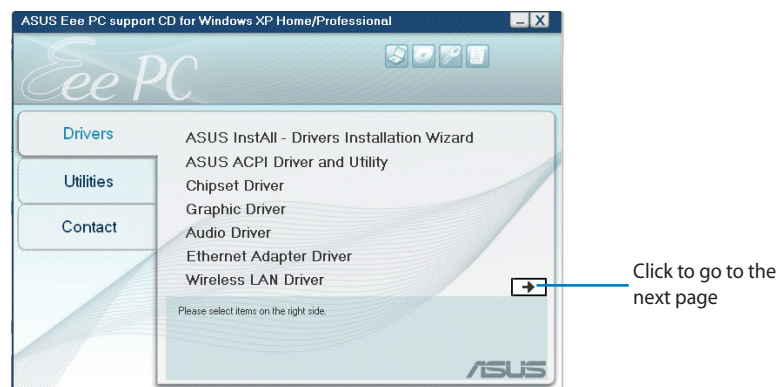 ASUS Eee PC support CD for Windows XP Home/Professional
Eee PC
Drivers
Utilities
Contact
ASUS InstAll - Drivers Installation Wizard
ASUS ACPI Driver and Utility
Chipset Driver
Graphic Driver
Audio Driver
Ethernet Adapter Driver
Wireless LAN Driver
Please select items on the right side.
ASUS
Click to go to the
next page